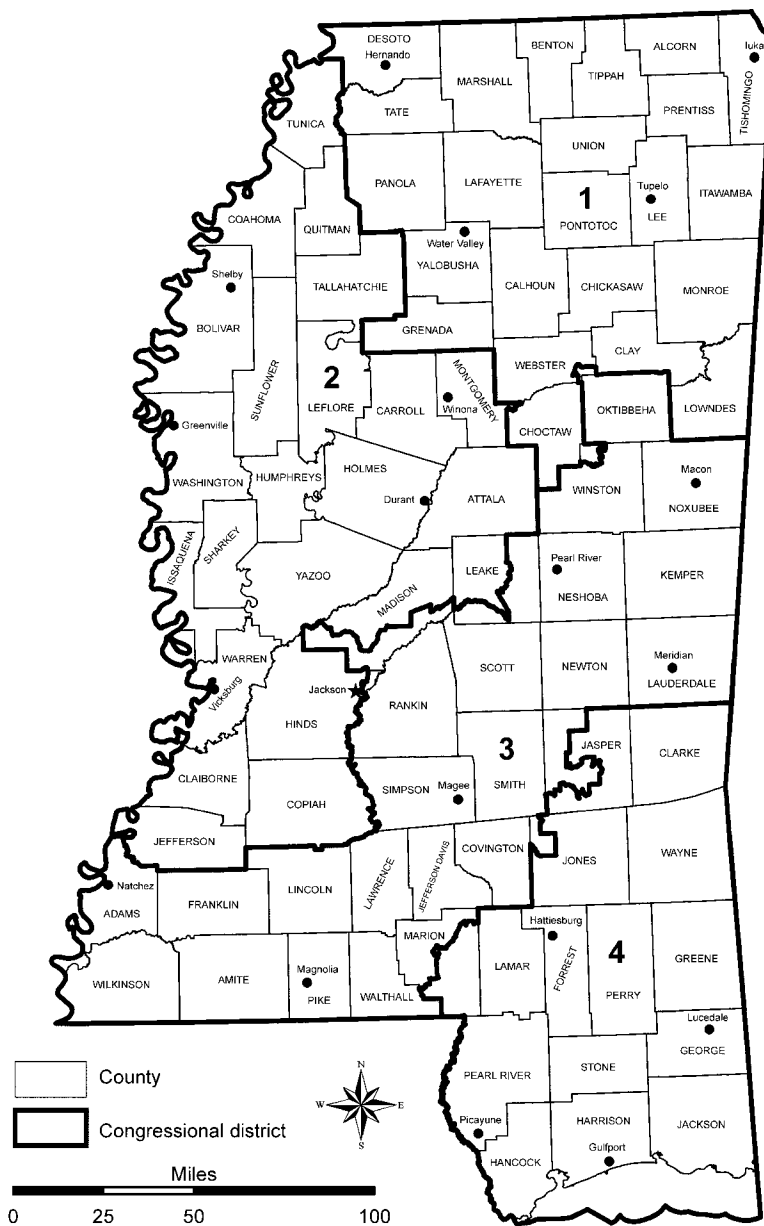 DESOTO
Hernando
BENTON
ALCORN
Iuka
MARSHALL
TIPPAH
TISHOMINGO
TATE
PRENTISS
TUNICA
UNION
PANOLA
LAFAYETTE
1
PONTOTOC
Tupelo
LEE
ITAWAMBA
COAHOMA
QUITMAN
Water Valley
YALOBUSHA
Shelby
TALLAHATCHIE
CALHOUN
CHICKASAW
MONROE
BOLIVAR
GRENADA
SUNFLOWER
2
LEFLORE
CARROLL
MONTGOMERY
Winona
WEBSTER
CLAY
OKTIBBEHA
LOWNDES
CHOCTAW
Greenville
WASHINGTON
HUMPHREYS
HOLMES
Durant
ATTALA
WINSTON
Macon
NOXUBEE
ISSAQUENA
SHARKEY
YAZOO
MADISON
LEAKE
Pearl River
NESHOBA
KEMPER
WARREN
Vicksburg
Jackson
HINDS
RANKIN
SCOTT
NEWTON
Meridian
LAUDERDALE
3
SMITH
JASPER
CLARKE
CLAIBORNE
COPIAH
SIMPSON
Magee
JEFFERSON
COVINGTON
JONES
WAYNE
Natchez
ADAMS
FRANKLIN
LINCOLN
LAWRENCE
JEFFERSON DAVIS
MARION
Hattiesburg
LAMAR
FORREST
4
PERRY
GREENE
WILKINSON
AMITE
Magnolia
PIKE
WALTHALL
Lucedale
GEORGE
PEARL RIVER
STONE
Picayune
HARRISON
Gulfport
JACKSON
HANCOCK
County
Congressional district
N
W
E
S
Miles
0 25 50 100